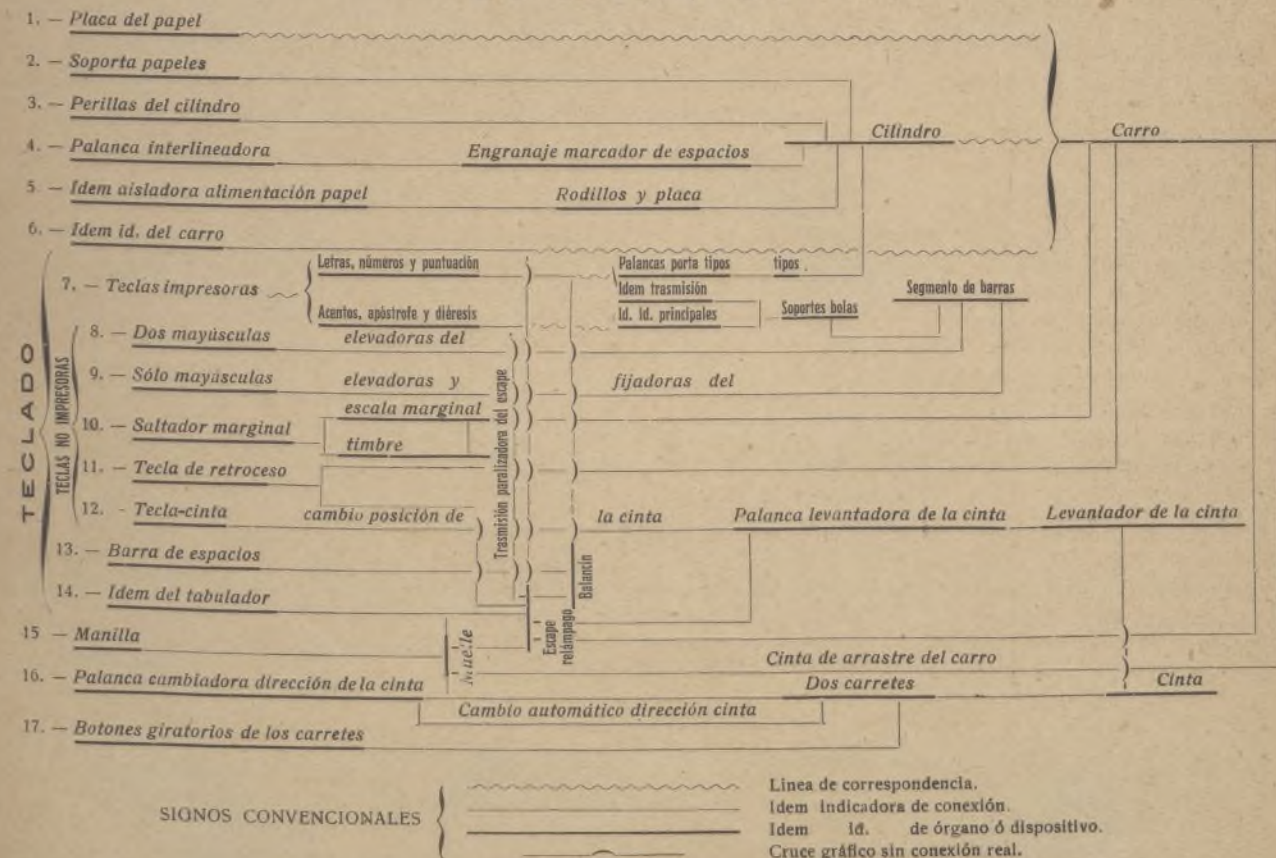 1. — Placa del papel
2. — Soporta papeles
3. — Perillas del cilindro
Cilindro Carro
4. — Palanca interlineadora Engranaje marcador de espacios
5. — Idem aisladora alimentación papel Rodillos y placa
6. — Idem id. del carro
TECLADO
TECLAS NO IMPRESORAS
7. — Teclas impresoras
Letras, números y puntuación
Acentos, apóstrofe y diéresis
Palancas porta tipos tipos
Idem trasmisión
Id. Id. principales
Soportes bolas
Segmento de barras
8. — Dos mayúsculas elevadoras del
9. — Sólo mayúsculas elevadoras y fijadoras del
10. — Saltador marginal
escala marginal
timbre
11. — Tecla de retroceso
12. - Tecla-cinta cambio posición de la cinta Palanca levantadora de la cinta Levantador de la cinta
13. — Barra de espacios
14. — Idem del tabulador
Trasmisión paralizadora del escape
Balancín
Escape
relámpago
15 — Manilla
Muelle
Cinta de arrastre del carro
16. — Palanca cambiadora dirección de la cinta Dos carretes Cinta
Cambio automático dirección cinta
17. — Botones giratorios de los carretes
SIGNOS CONVENCIONALES
Linea de correspondencia.
Idem indicadora de conexión.
Idem id. de órgano ó dispositivo.
Cruce gráfico sin conexión real.